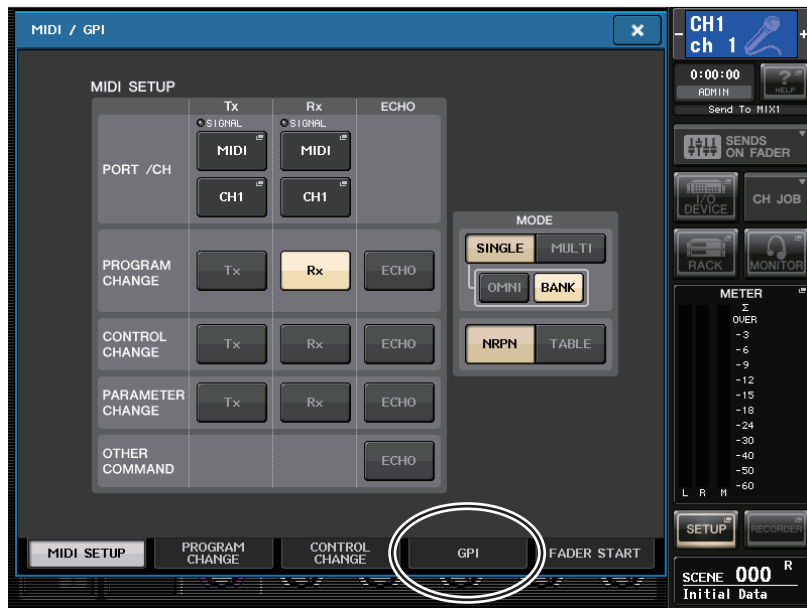 MIDI / GPI
MIDI SETUP
Tx Rx ECHO
SIGNAL SIGNAL
PORT /CH
MIDI MIDI
CH1 CH1
PROGRAM
CHANGE
Tx Rx ECHO
CONTROL
CHANGE
Tx Rx ECHO
PARAMETER
CHANGE
Tx Rx ECHO
OTHER
COMMAND
ECHO
MODE
SINGLE MULTI
OMNI BANK
NRPN TABLE
MIDI SETUP
PROGRAM
CHANGE
CONTROL
CHANGE
GPI
FADER START
- CH1 +
ch 1
0:00:00
ADMIN
?
HELP
Send To MIX1
SENDS
ON FADER
I/O
DEVICE
CH JOB
RACK
MONITOR
METER
Σ
OVER
-3
-6
-9
-12
-15
-18
-24
-30
-40
-50
-60
L R M
SETUP
RECORDER
SCENE 000 R
Initial Data